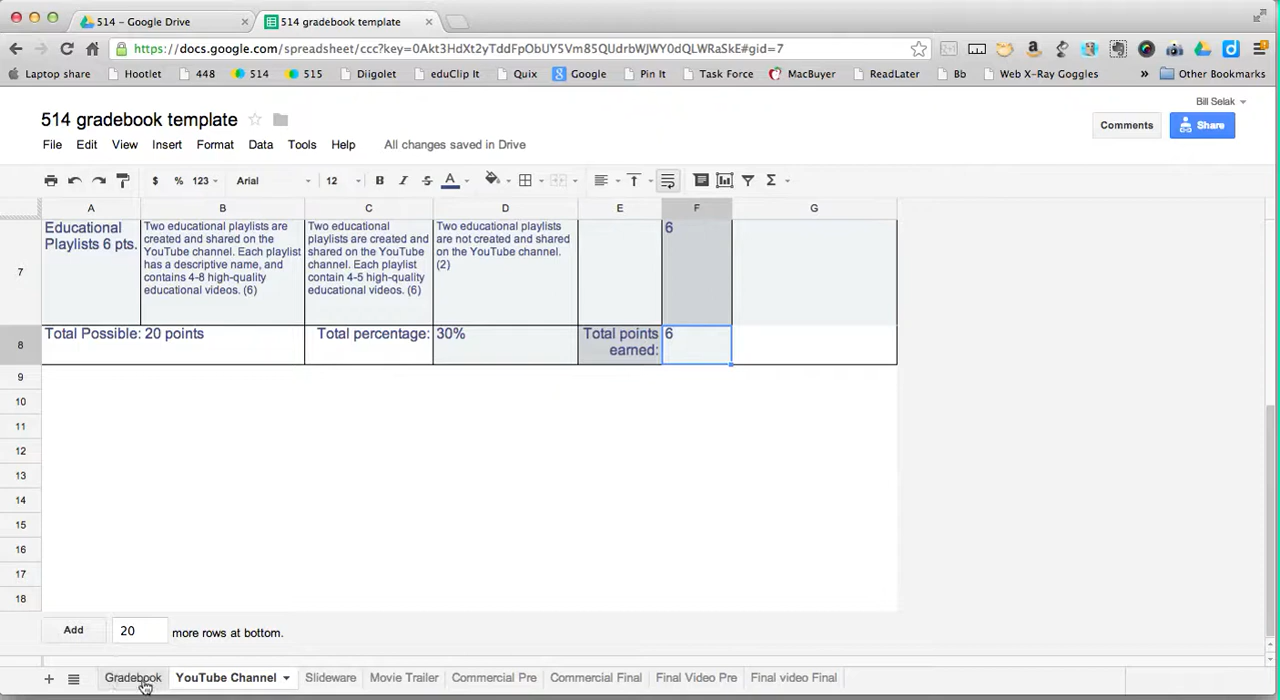 514 – Google Drive
514 gradebook template
https://docs.google.com/spreadsheet/ccc?key=0Akt3HdXt2yTddFpObUY5Vm85QUdrbWJWY0dQLWRaSkE#gid=7
Laptop share
Hootlet
448
514
515
Diigolet
eduClip It
Quix
Google
Pin It
Task Force
MacBuyer
ReadLater
Bb
Web X-Ray Goggles
»
Other Bookmarks
Bill Selak
514 gradebook template
Comments
Share
File Edit View Insert Format Data Tools Help
All changes saved in Drive
$ % 123 Arial 12 B I S A Σ
A B C D E F G
7
Educational
Playlists 6 pts.
Two educational playlists are
created and shared on the
YouTube channel. Each playlist
has a descriptive name, and
contains 4-8 high-quality
educational videos. (6)
Two educational
playlists are created and
shared on the YouTube
channel. Each playlist
contain 4-5 high-quality
educational videos. (6)
Two educational playlists
are not created and shared
on the YouTube channel.
(2)
6
8
Total Possible: 20 points
Total percentage:
30%
Total points
earned:
6
9
10
11
12
13
14
15
16
17
18
Add 20 more rows at bottom.
+ Gradebook YouTube Channel Slideware Movie Trailer Commercial Pre Commercial Final Final Video Pre Final video Final